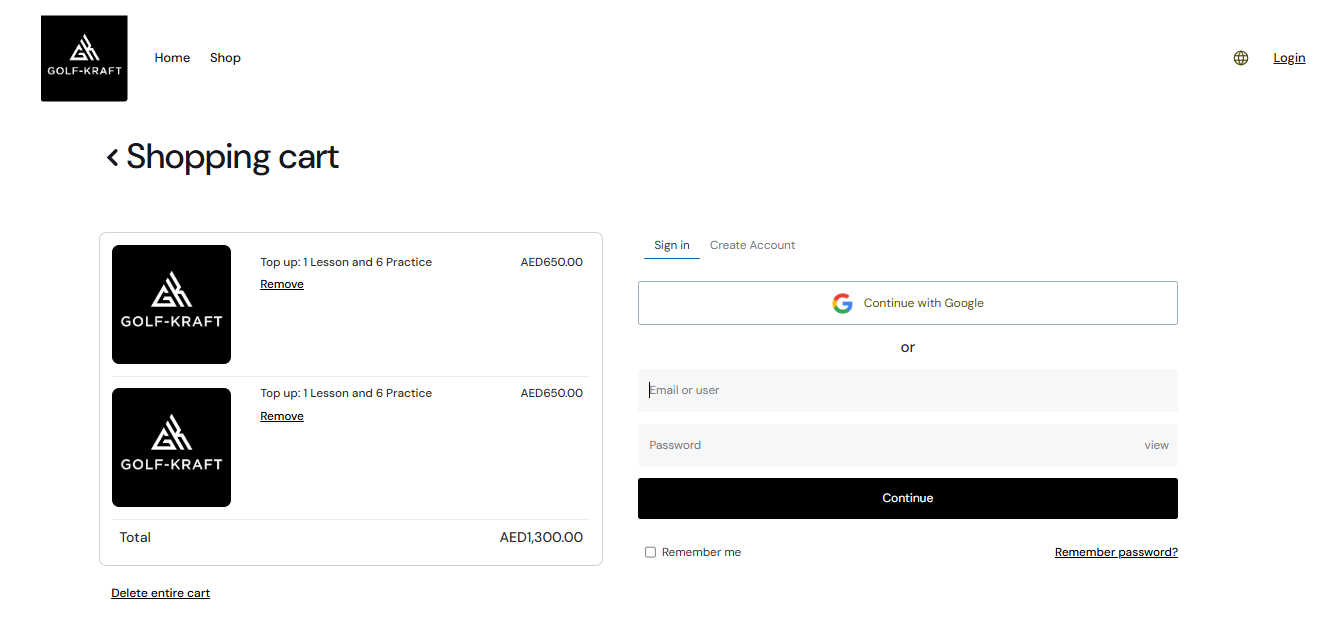 GOLF-KRAFT
Home
Shop
Login
Shopping cart
GOLF-KRAFT
Top up: 1 Lesson and 6 Practice
AED650.00
Remove
GOLF-KRAFT
Top up: 1 Lesson and 6 Practice
AED650.00
Remove
Total
AED1,300.00
Delete entire cart
Sign in
Create Account
Continue with Google
or
Email or user
Password
view
Continue
Remember me
Remember password?